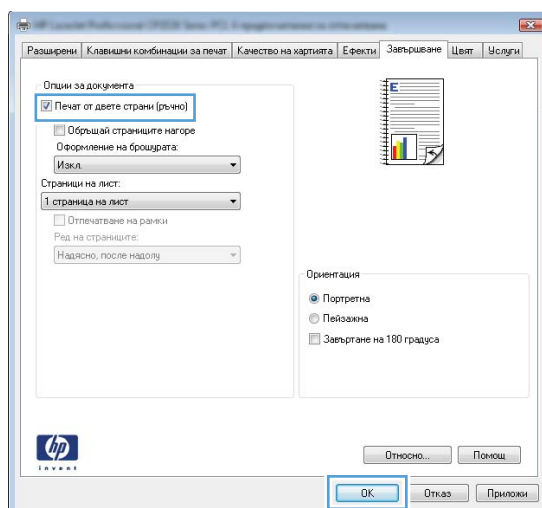 Разширени Клавишни комбинации за печат Качество на хартията Ефекти Завършване Цвят Услуги
Опции за документа
Печат от двете страни (ръчно)
Обръщай страниците нагоре
Оформление на брошурата:
Изкл.
Страници на лист:
1 страница на лист
Отпечатване на рамки
Ред на страниците:
Надясно, после надолу
E
Ориентация
Портретна
Пейзажна
Завъртане на 180 градуса
hp
invent
Относно... Помощ
OK Отказ Приложи